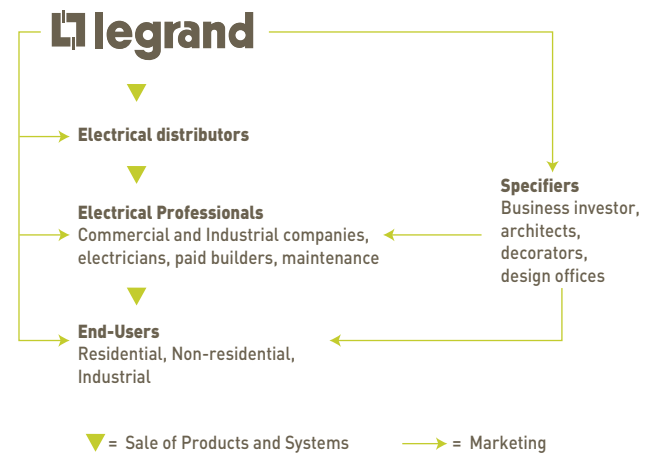 legrand
Electrical distributors
Electrical Professionals
Commercial and Industrial companies,
electricians, paid builders, maintenance
Specifiers
Business investor,
architects,
decorators,
design offices
End-Users
Residential, Non-residential,
Industrial
= Sale of Products and Systems
= Marketing